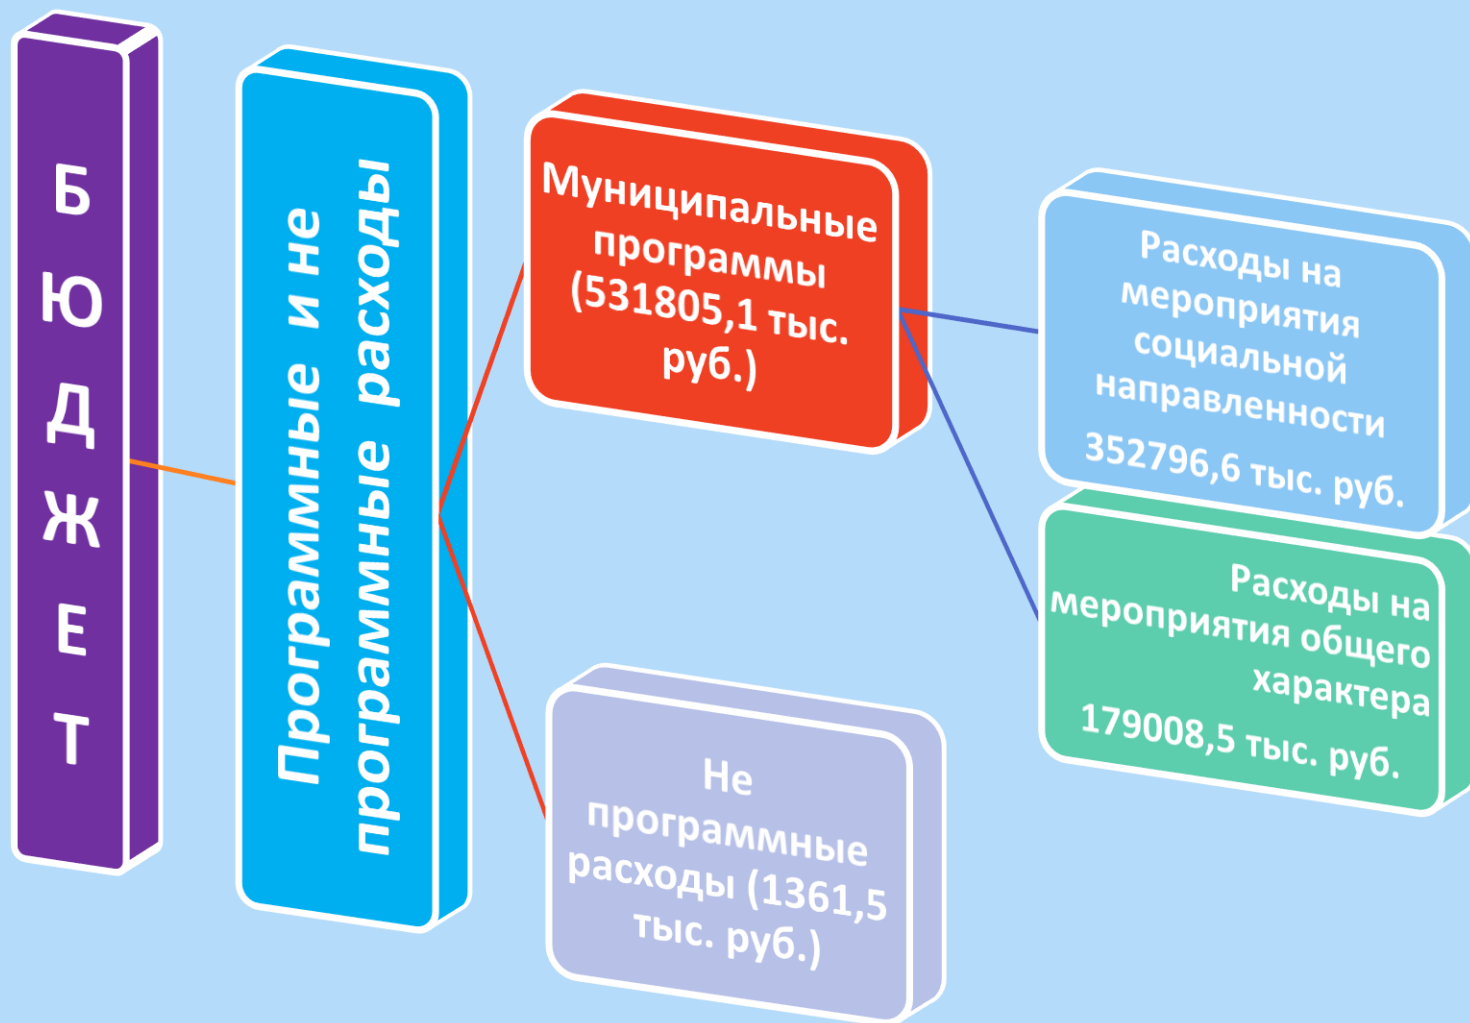 БЮДЖЕТ
Программные и не
программные расходы
Муниципальные
программы
(531805,1 тыс.
руб.)
Не
программные
расходы (1361,5
тыс. руб.)
Расходы на
мероприятия
социальной
направленности
352796,6 тыс. руб.
Расходы на
мероприятия общего
характера
179008,5 тыс. руб.